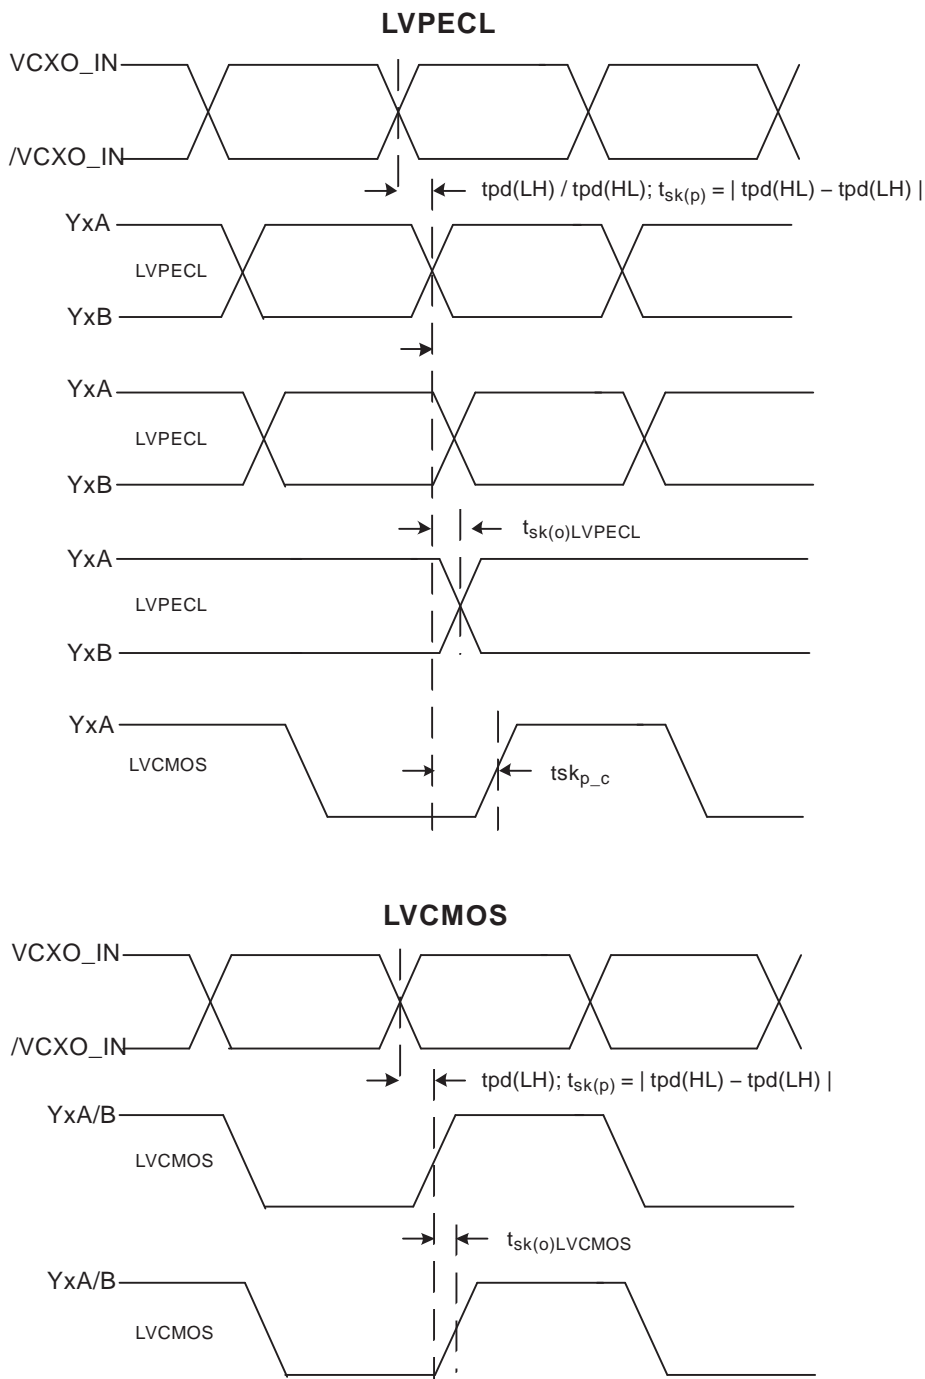 LVPECL
VCXO_IN
/VCXO_IN
tpd(LH) / tpd(HL); tsk(p) = | tpd(HL) − tpd(LH) |
YxA
LVPECL
YxB
YxA
LVPECL
YxB
tsk(o)LVPECL
YxA
LVPECL
YxB
YxA
LVCMOS
tskp_c
LVCMOS
VCXO_IN
/VCXO_IN
tpd(LH); tsk(p) = | tpd(HL) − tpd(LH) |
YxA/B
LVCMOS
tsk(o)LVCMOS
YxA/B
LVCMOS